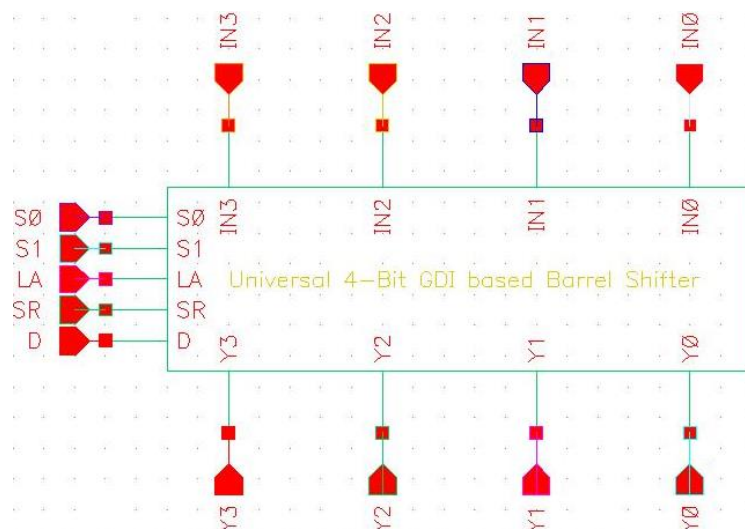 IN3 IN2 IN1 IN0
IN3 IN2 IN1 IN0
S0 S0
S1 S1
LA LA
Universal 4-Bit GDI based Barrel Shifter
SR SR
D D
Y3 Y2 Y1 Y0
Y3 Y2 Y1 Y0